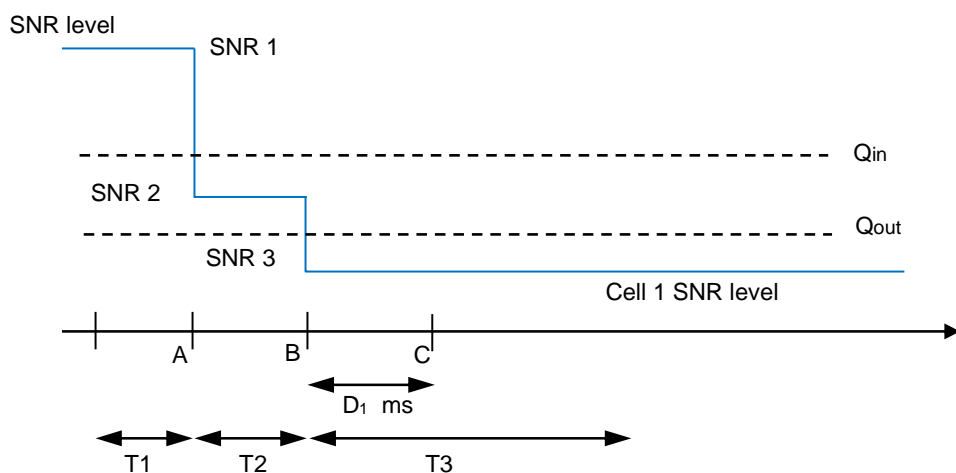 SNR level
SNR 1
Qin
SNR 2
Qout
SNR 3
Cell 1 SNR level
A
B
C
D1 ms
T1
T2
T3